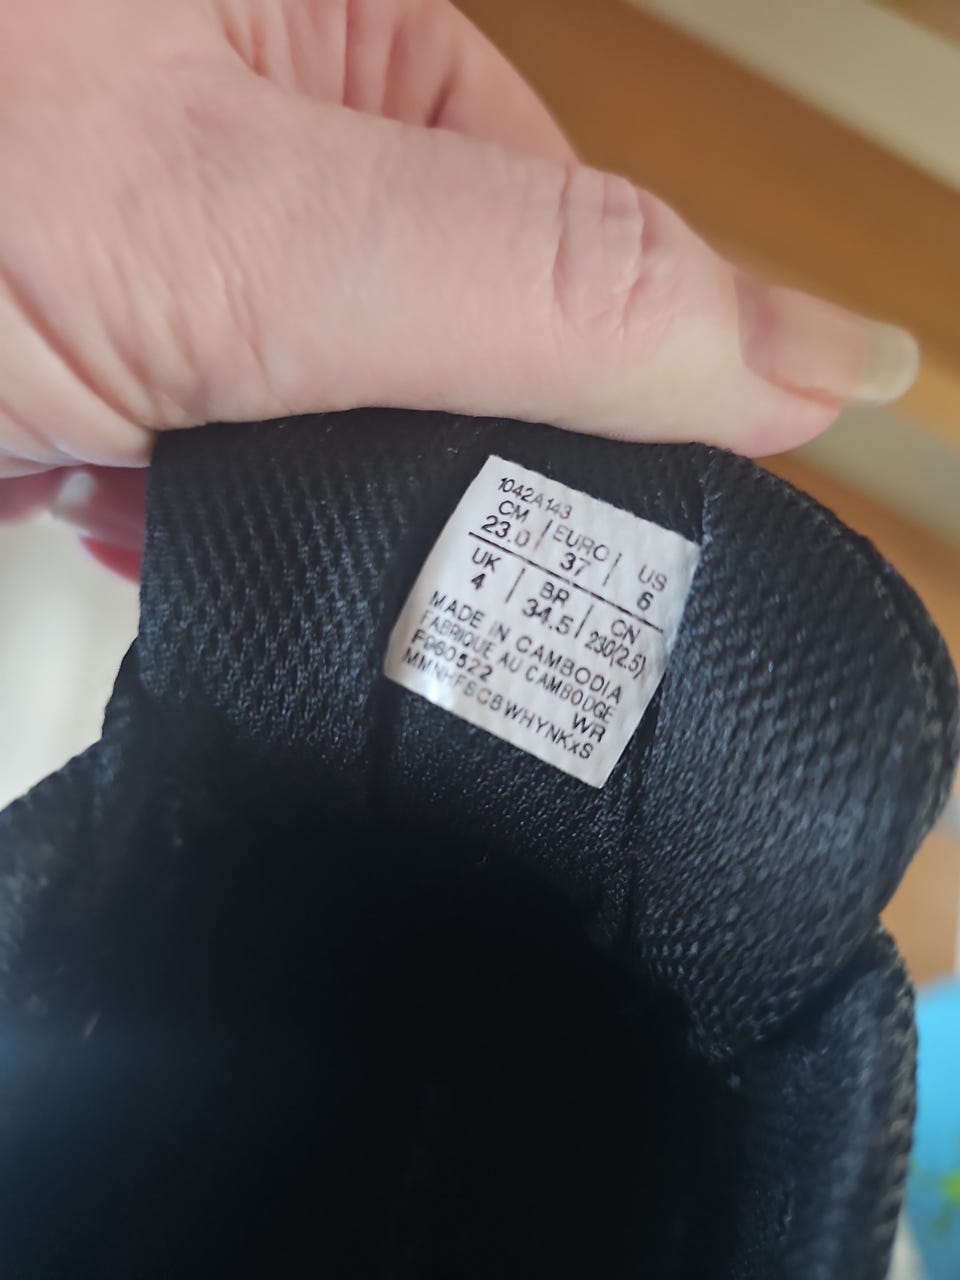 1042A143
CM | EURO | US
23.0 | 37 | 6
UK | BR | CN
4 | 34.5 | 230(2.5)
MADE IN CAMBODIA
FABRIQUE AU CAMBODGE
F960522 WR